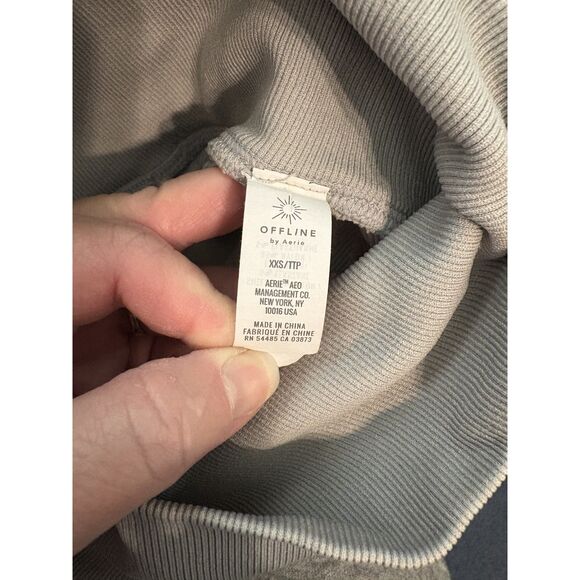 OFFLINE
by Aerie
XXS/TTP
AERIE™ AEO
MANAGEMENT CO.
NEW YORK, NY
10016 USA
MADE IN CHINA
FABRIQUÉ EN CHINE
RN 54485 CA 03873